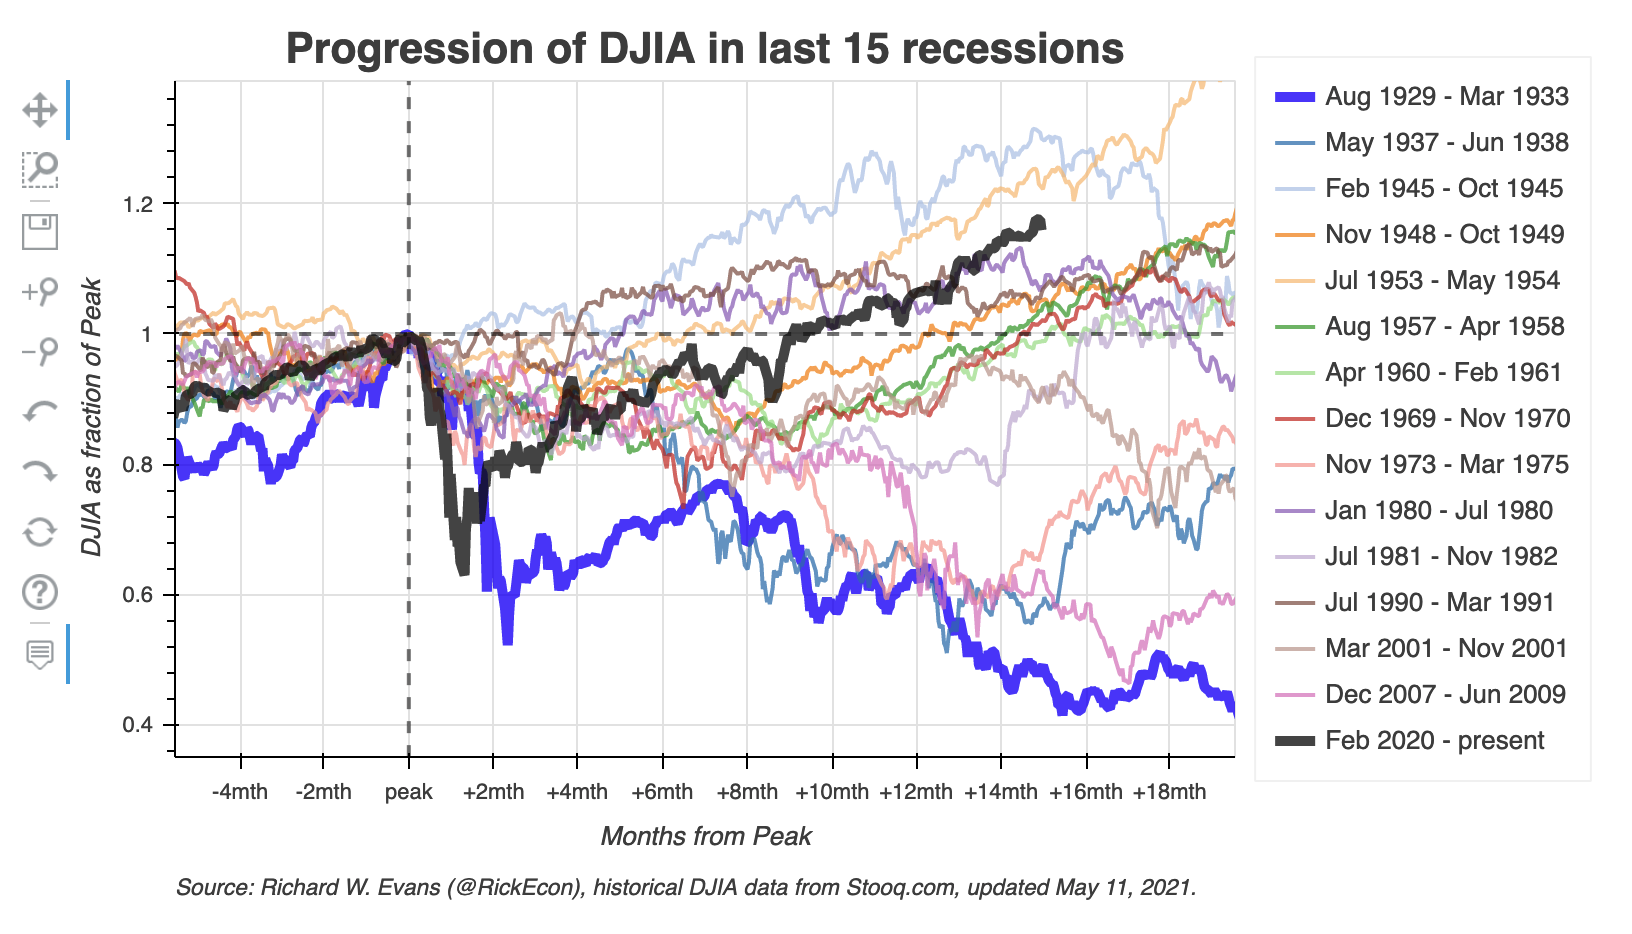 Progression of DJIA in last 15 recessions
DJIA as fraction of Peak
1.2
1
0.8
0.6
0.4
-4mth -2mth peak +2mth +4mth +6mth +8mth +10mth +12mth +14mth +16mth +18mth
Months from Peak
Aug 1929 - Mar 1933
May 1937 - Jun 1938
Feb 1945 - Oct 1945
Nov 1948 - Oct 1949
Jul 1953 - May 1954
Aug 1957 - Apr 1958
Apr 1960 - Feb 1961
Dec 1969 - Nov 1970
Nov 1973 - Mar 1975
Jan 1980 - Jul 1980
Jul 1981 - Nov 1982
Jul 1990 - Mar 1991
Mar 2001 - Nov 2001
Dec 2007 - Jun 2009
Feb 2020 - present
Source: Richard W. Evans (@RickEcon), historical DJIA data from Stooq.com, updated May 11, 2021.